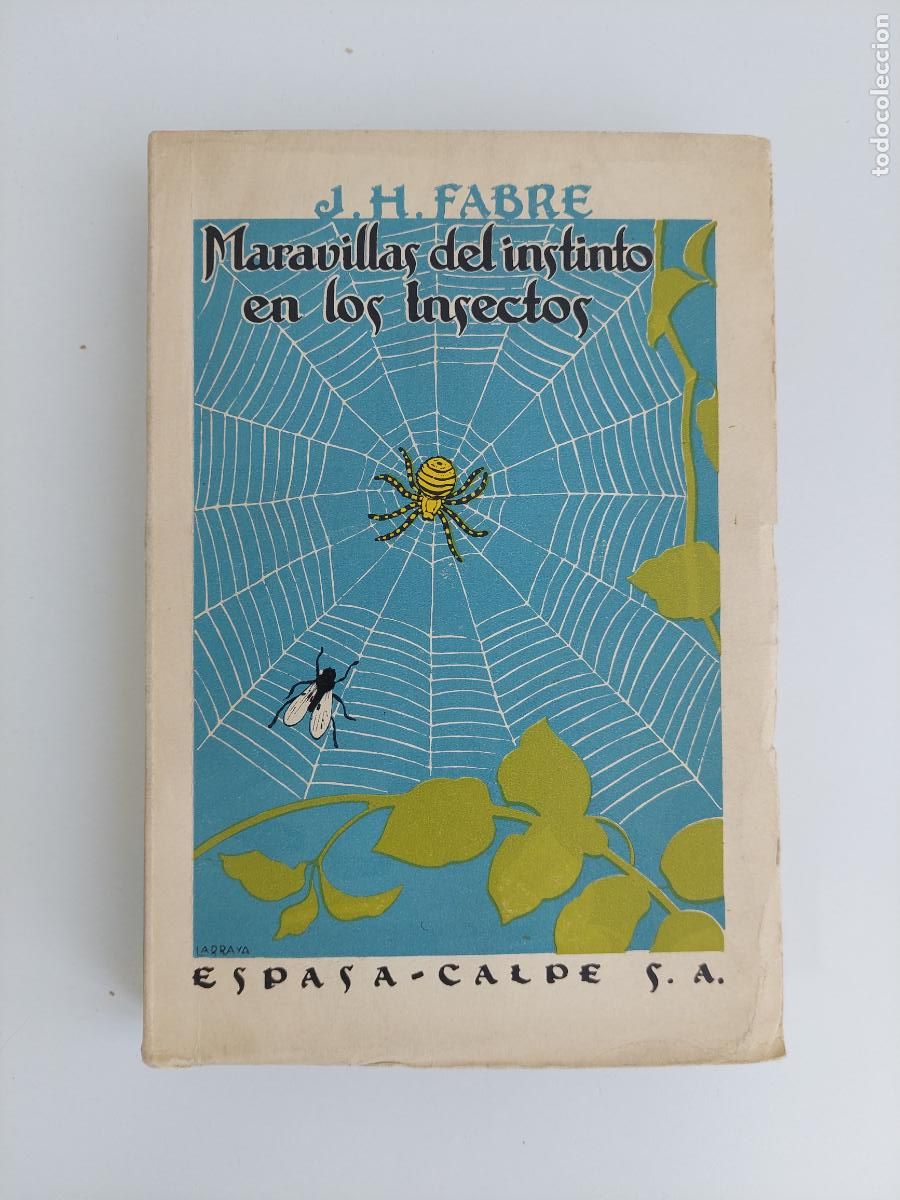 J. H. FABRE
Maravillas del instinto
en los Insectos
LARRAYA
ESPASA-CALPE S.A.
todocoleccion